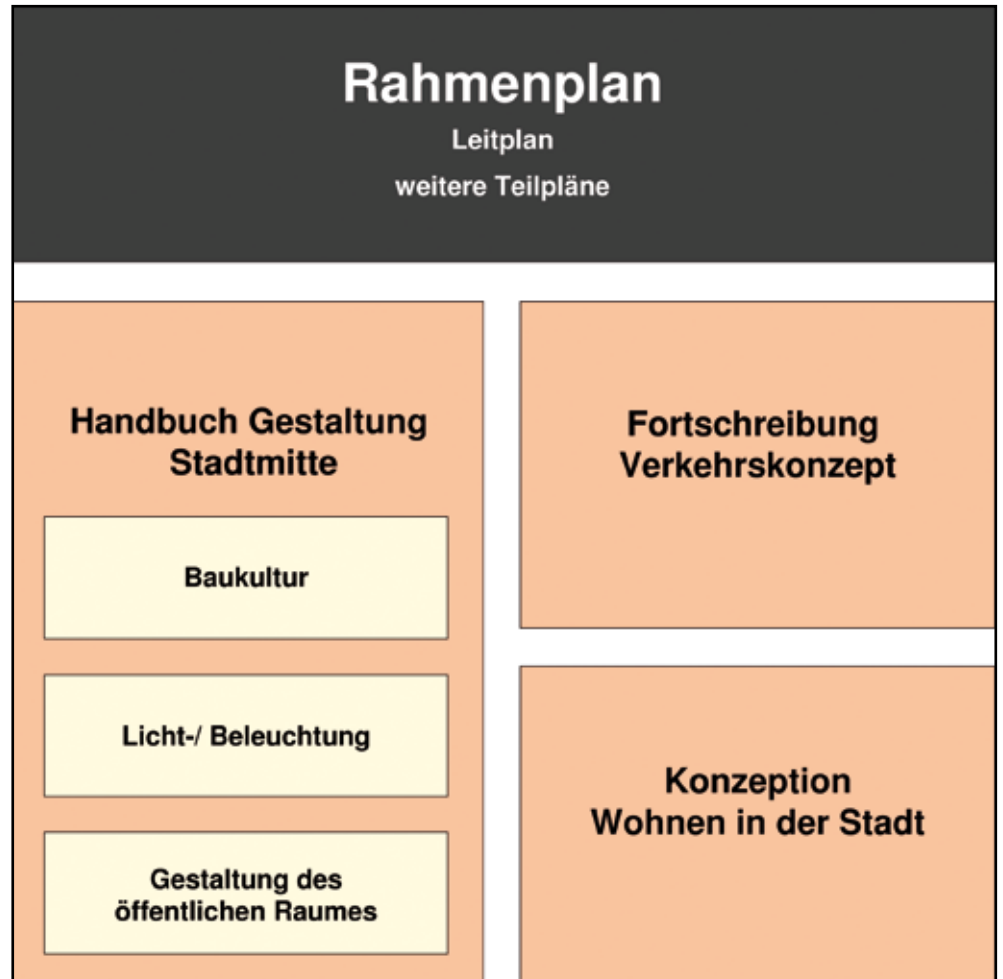 Rahmenplan
Leitplan
weitere Teilpläne
Handbuch Gestaltung
Stadtmitte
Baukultur
Licht-/ Beleuchtung
Gestaltung des
öffentlichen Raumes
Fortschreibung
Verkehrskonzept
Konzeption
Wohnen in der Stadt